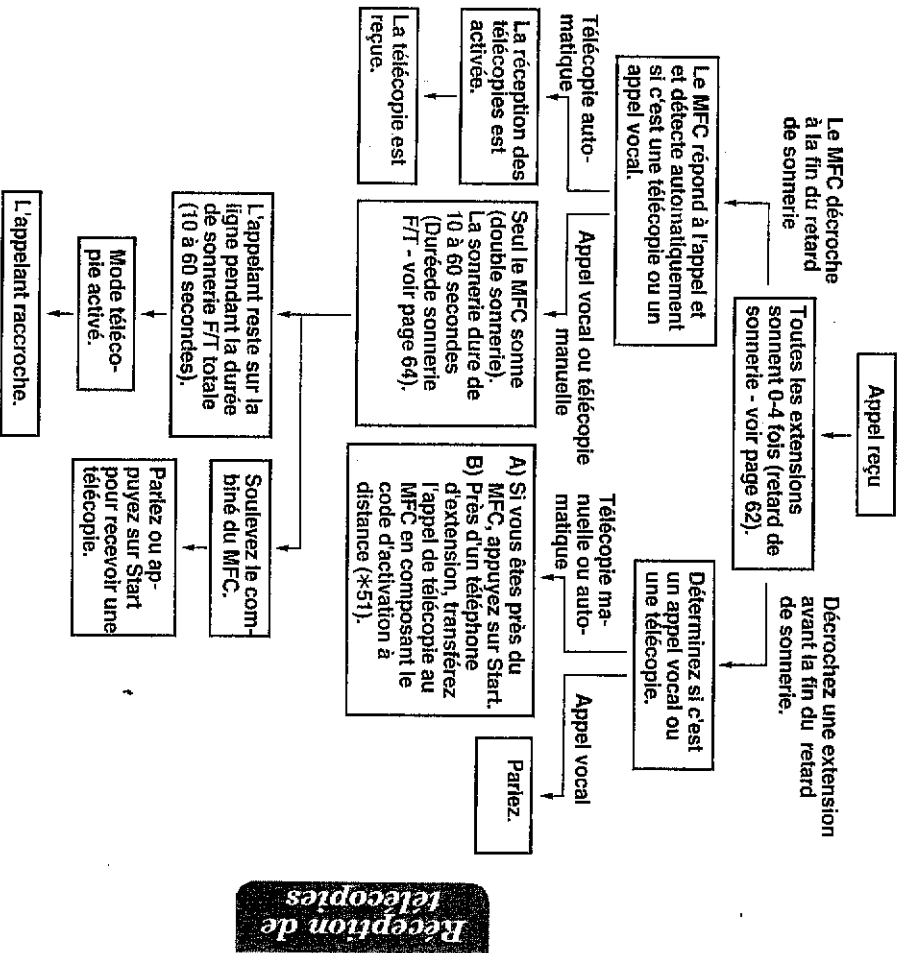 Appel reçu
Toutes les extensions
sonnent 0-4 fois (retard de
sonnerie - voir page 62).
Le MFC décroche
à la fin du retard
de sonnerie
Décrochez une extension
avant la fin du retard
de sonnerie.
Le MFC répond à l'appel et
et détecte automatiquement
si c'est une télécopie ou un
appel vocal.
Déterminez si c'est
un appel vocal ou
une télécopie.
Télécopie auto-
matique
Appel vocal ou télécopie
manuelle
Télécopie ma-
nuelle ou auto-
matique
Appel vocal
La réception des
télécopies est
activée.
La télécopie est
reçue.
Seul le MFC sonne
(double sonnerie).
La sonnerie dure de
10 à 60 secondes
(Duréede sonnerie
F/T - voir page 64).
A) Si vous êtes près du
MFC, appuyez sur Start.
B) Près d'un téléphone
d'extension, transférez
l'appel de télécopie au
MFC en composant le
code d'activation à
distance (✳51).
Parlez.
L'appelant reste sur la
ligne pendant la durée
de sonnerie F/T totale
(10 à 60 secondes).
Soulevez le com-
biné du MFC.
Mode téléco-
pie activé.
Parlez ou ap-
puyez sur Start
pour recevoir une
télécopie.
L'appelant raccroche.
Réception de
télécopies